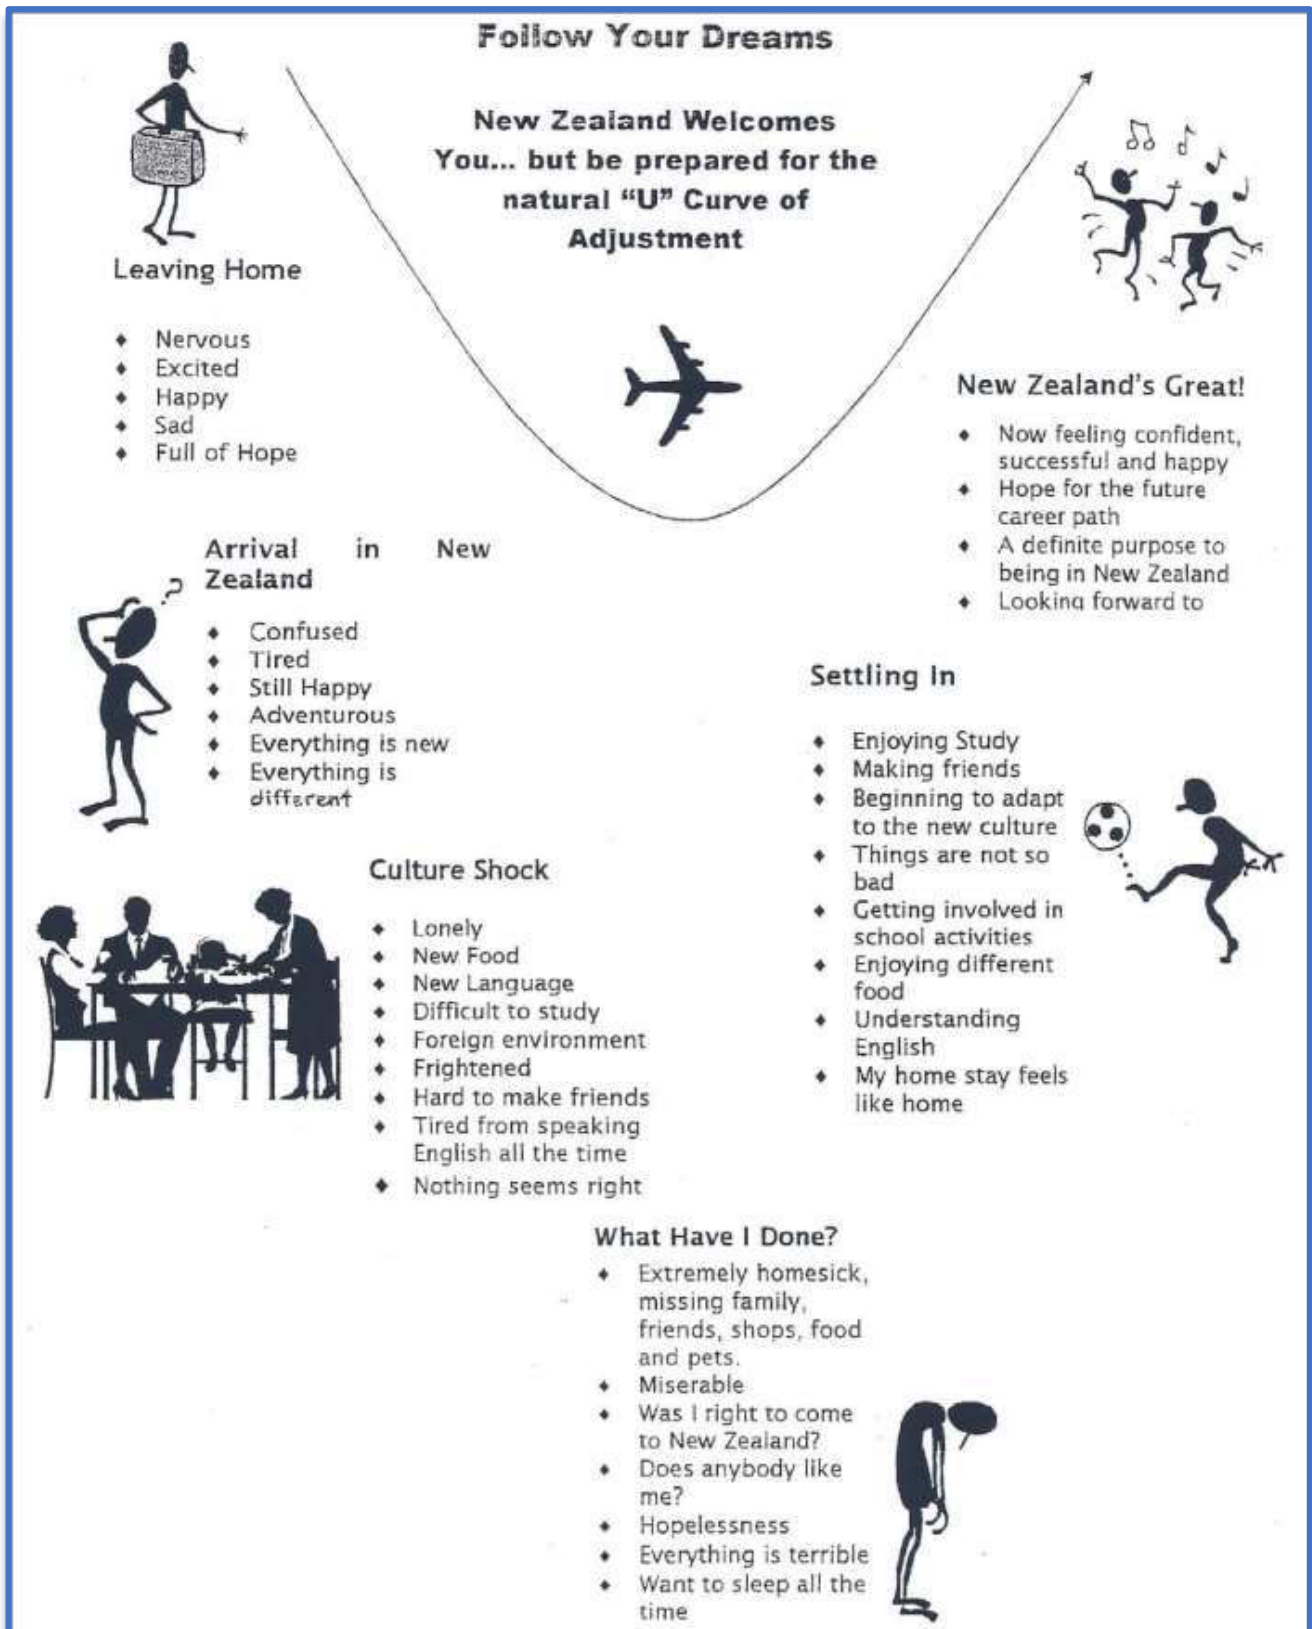 Follow Your Dreams
New Zealand Welcomes
You... but be prepared for the
natural “U” Curve of
Adjustment
Leaving Home
♦ Nervous
♦ Excited
♦ Happy
♦ Sad
♦ Full of Hope
Arrival in New
Zealand
?
♦ Confused
♦ Tired
♦ Still Happy
♦ Adventurous
♦ Everything is new
♦ Everything is
different
Culture Shock
♦ Lonely
♦ New Food
♦ New Language
♦ Difficult to study
♦ Foreign environment
♦ Frightened
♦ Hard to make friends
♦ Tired from speaking
English all the time
♦ Nothing seems right
What Have I Done?
♦ Extremely homesick,
missing family,
friends, shops, food
and pets.
♦ Miserable
♦ Was I right to come
to New Zealand?
♦ Does anybody like
me?
♦ Hopelessness
♦ Everything is terrible
♦ Want to sleep all the
time
Settling In
♦ Enjoying Study
♦ Making friends
♦ Beginning to adapt
to the new culture
♦ Things are not so
bad
♦ Getting involved in
school activities
♦ Enjoying different
food
♦ Understanding
English
♦ My home stay feels
like home
New Zealand's Great!
♦ Now feeling confident,
successful and happy
♦ Hope for the future
career path
♦ A definite purpose to
being in New Zealand
♦ Looking forward to